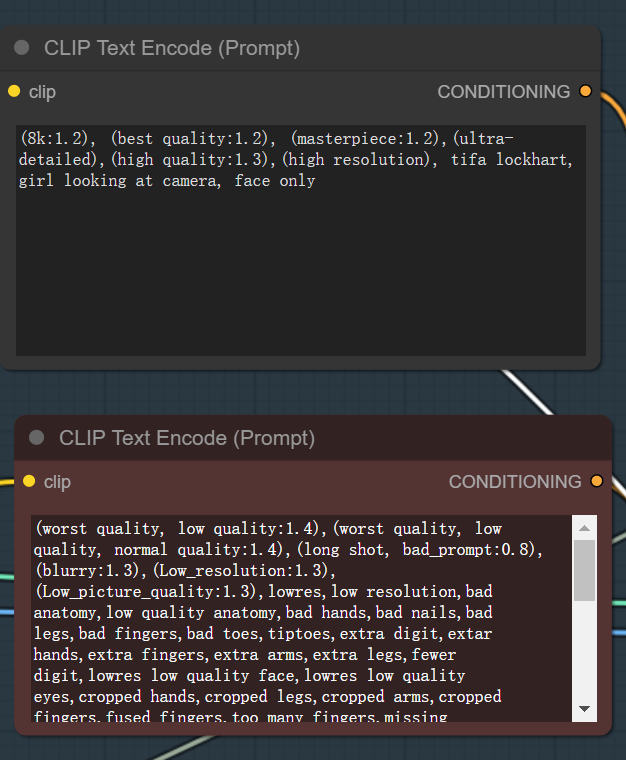 CLIP Text Encode (Prompt)
clip CONDITIONING
(8k:1.2), (best quality:1.2), (masterpiece:1.2),(ultra-
detailed),(high quality:1.3),(high resolution), tifa lockhart,
girl looking at camera, face only
CLIP Text Encode (Prompt)
clip CONDITIONING
(worst quality, low quality:1.4),(worst quality, low
quality, normal quality:1.4),(long shot, bad_prompt:0.8),
(blurry:1.3),(Low_resolution:1.3),
(Low_picture_quality:1.3),lowres,low resolution,bad
anatomy,low quality anatomy,bad hands,bad nails,bad
legs,bad fingers,bad toes,tiptoes,extra digit,extar
hands,extra fingers,extra arms,extra legs,fewer
digit,lowres low quality face,lowres low quality
eyes,cropped hands,cropped legs,cropped arms,cropped
fingers,fused fingers,too many fingers,missing